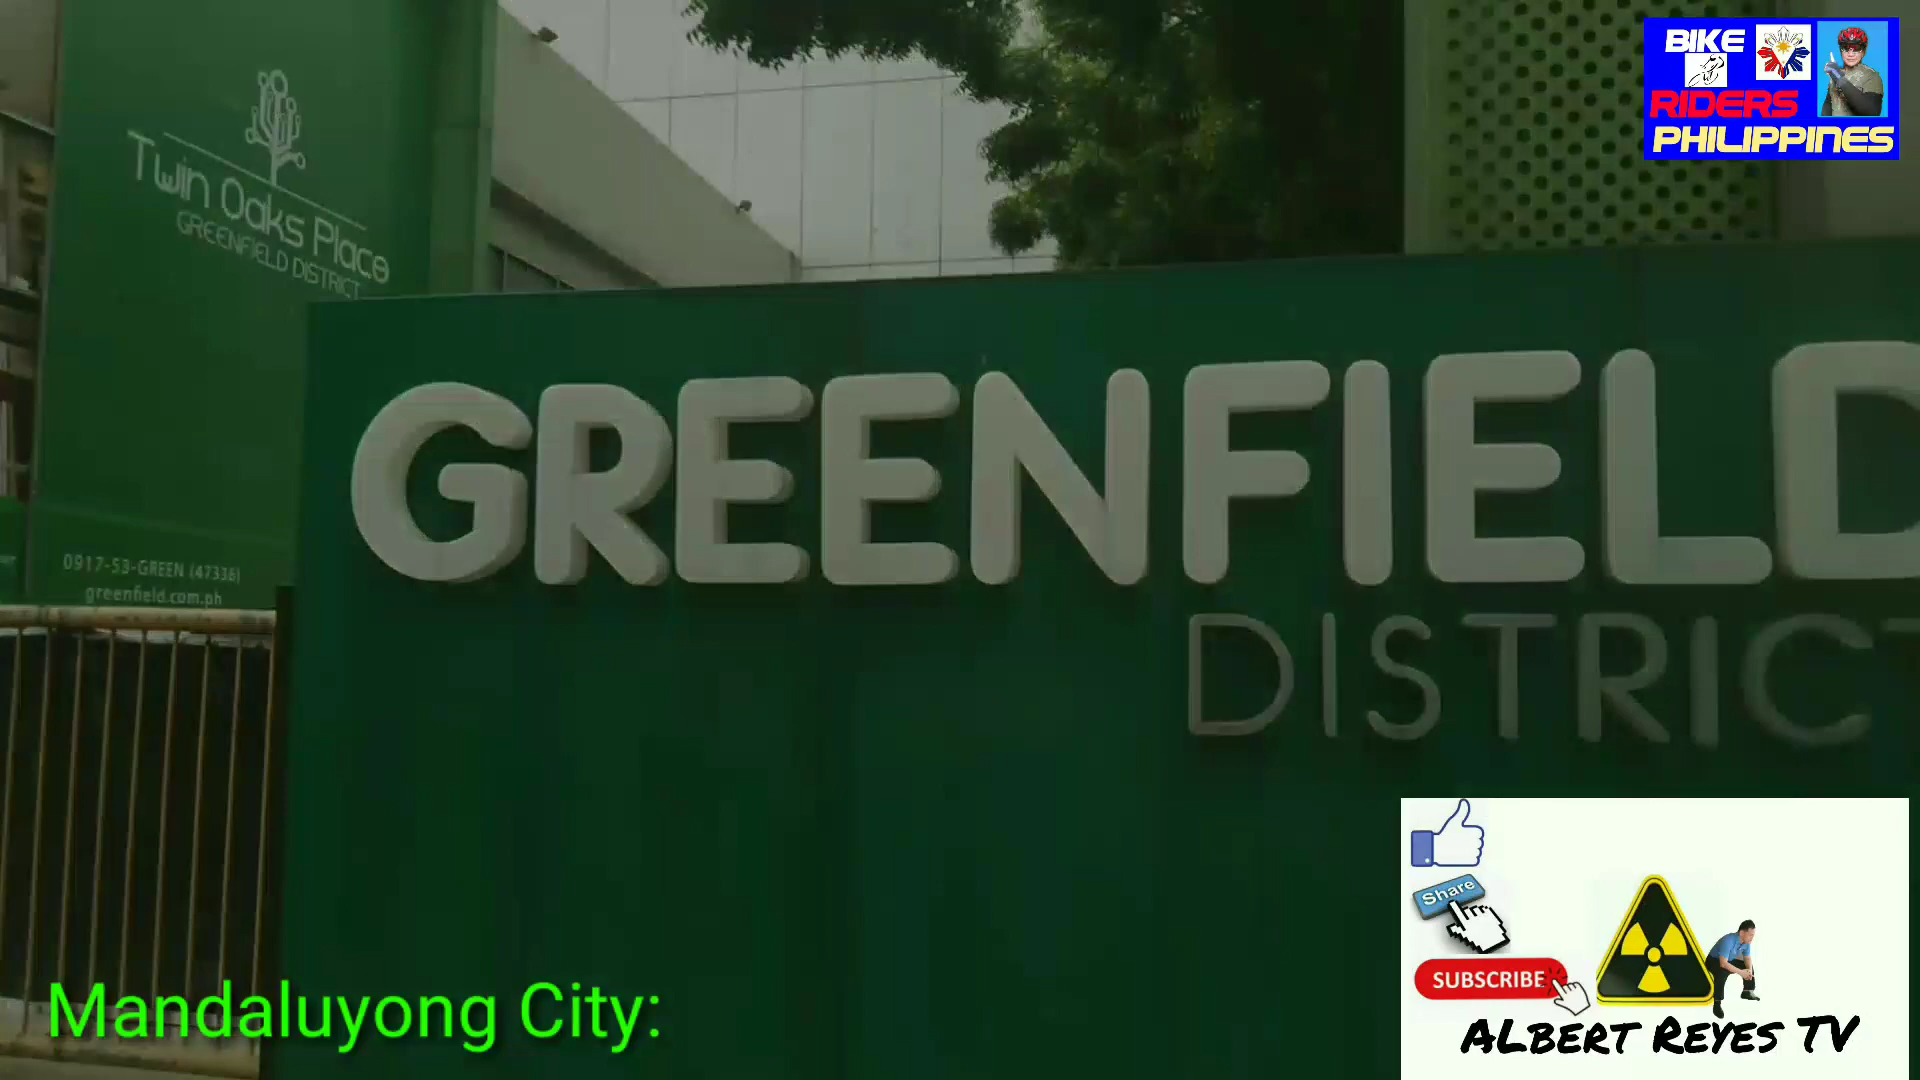 BIKE
RIDERS
PHILIPPINES
Twin Oaks Place
GREENFIELD DISTRICT
GREENFIELD
DISTRICT
0917-53-GREEN (47336)
greenfield.com.ph
Share
SUBSCRIBE
ALBERT REYES TV
Mandaluyong City: